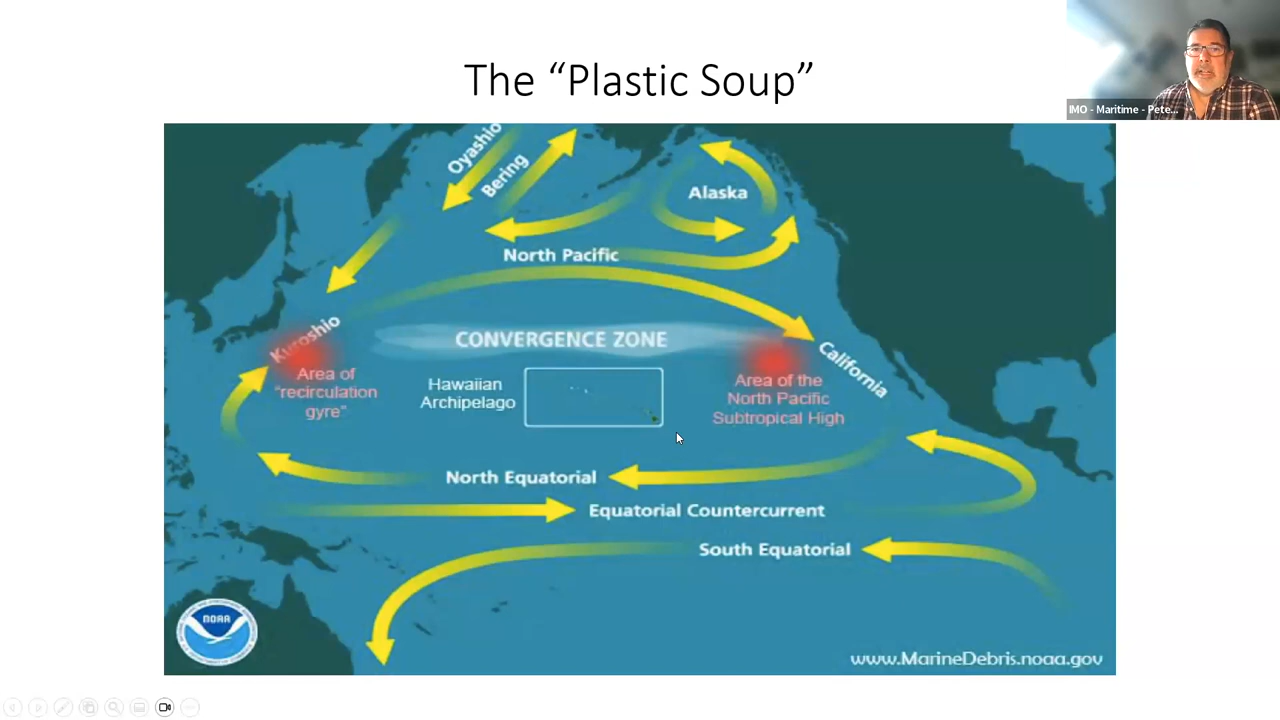 The “Plastic Soup”
IMO - Maritime - Pete...
Oyashio
Bering
Alaska
North Pacific
Kuroshio
CONVERGENCE ZONE
California
Area of
“recirculation
gyre”
Hawaiian
Archipelago
Area of the
North Pacific
Subtropical High
North Equatorial
Equatorial Countercurrent
South Equatorial
NOAA
www.MarineDebris.noaa.gov